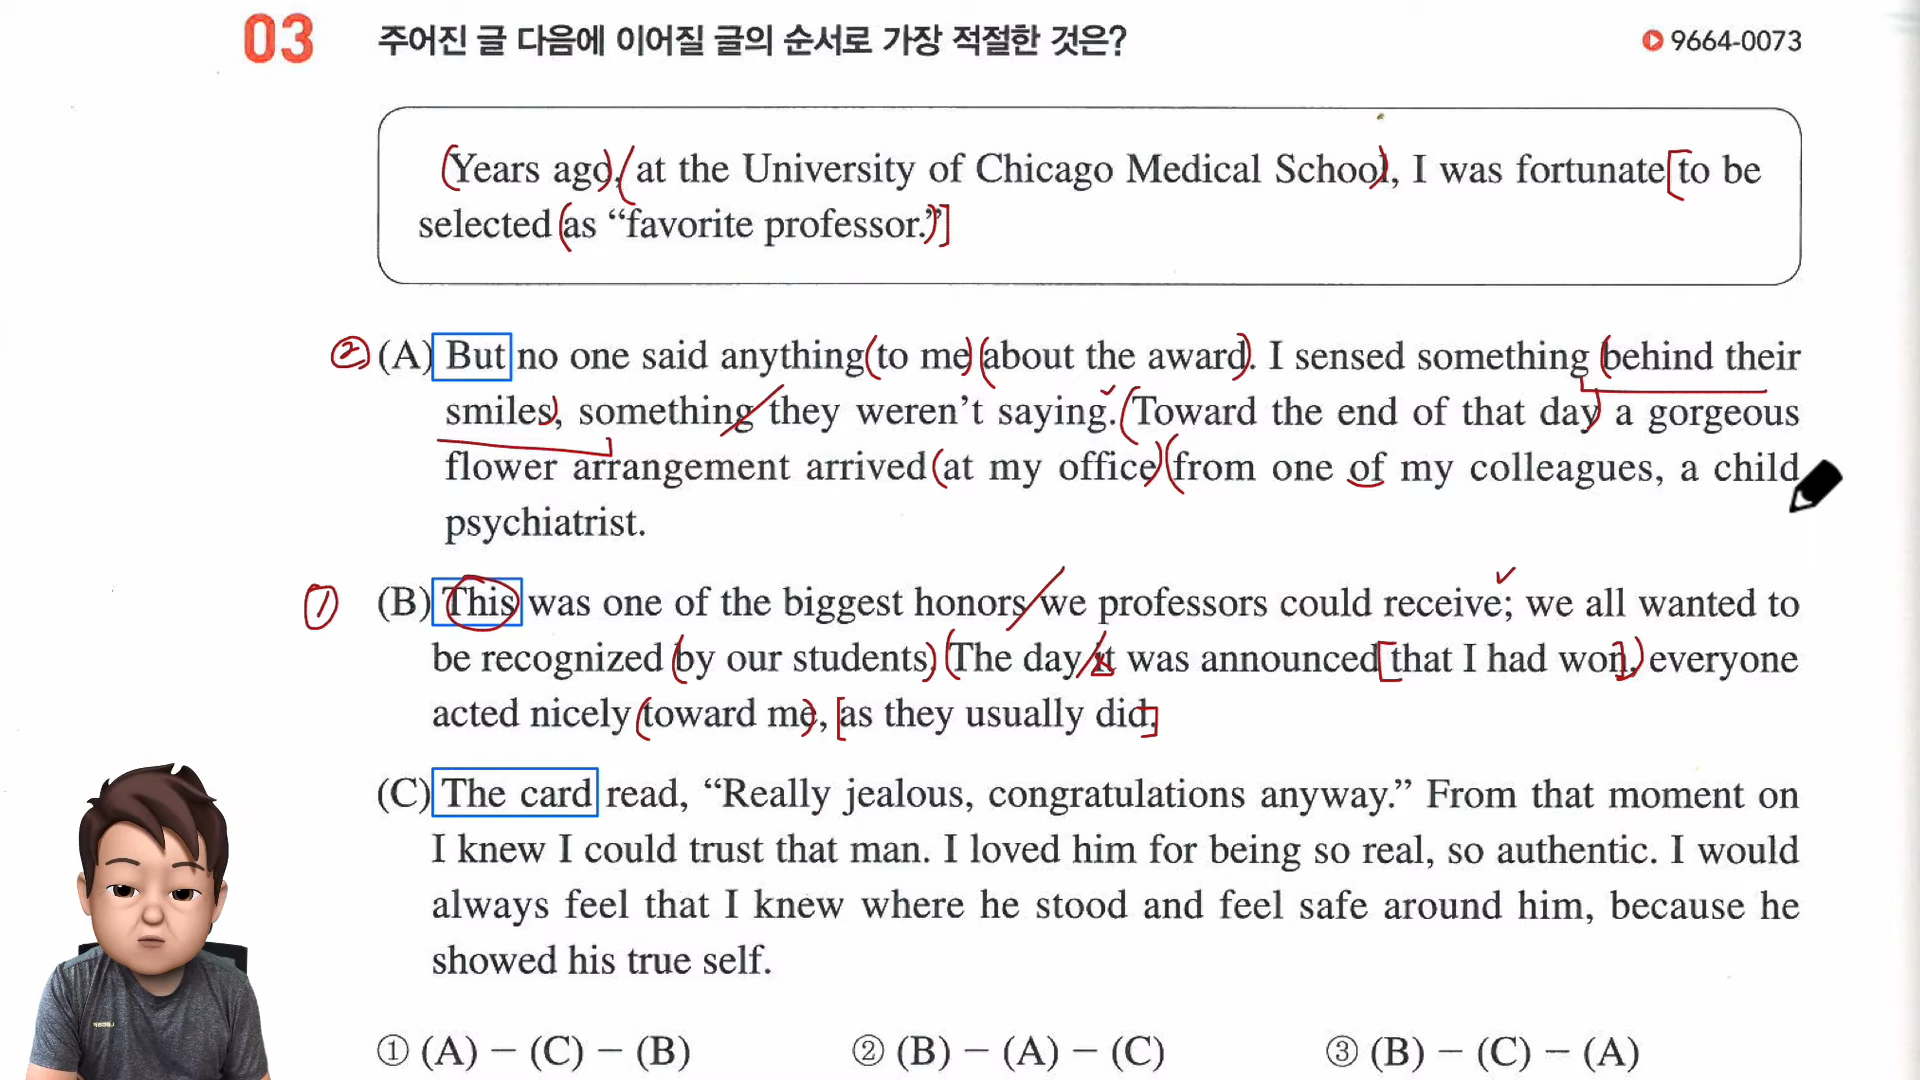 03 주어진 글 다음에 이어질 글의 순서로 가장 적절한 것은? 9664-0073
Years ago, at the University of Chicago Medical School, I was fortunate to be
selected as “favorite professor.”
② (A) But no one said anything to me about the award. I sensed something behind their
smiles, something they weren’t saying. Toward the end of that day a gorgeous
flower arrangement arrived at my office from one of my colleagues, a child
psychiatrist.
① (B) This was one of the biggest honors we professors could receive; we all wanted to
be recognized by our students. The day it was announced that I had won, everyone
acted nicely toward me, as they usually did.
(C) The card read, “Really jealous, congratulations anyway.” From that moment on
I knew I could trust that man. I loved him for being so real, so authentic. I would
always feel that I knew where he stood and feel safe around him, because he
showed his true self.
① (A) − (C) − (B) ② (B) − (A) − (C) ③ (B) − (C) − (A)